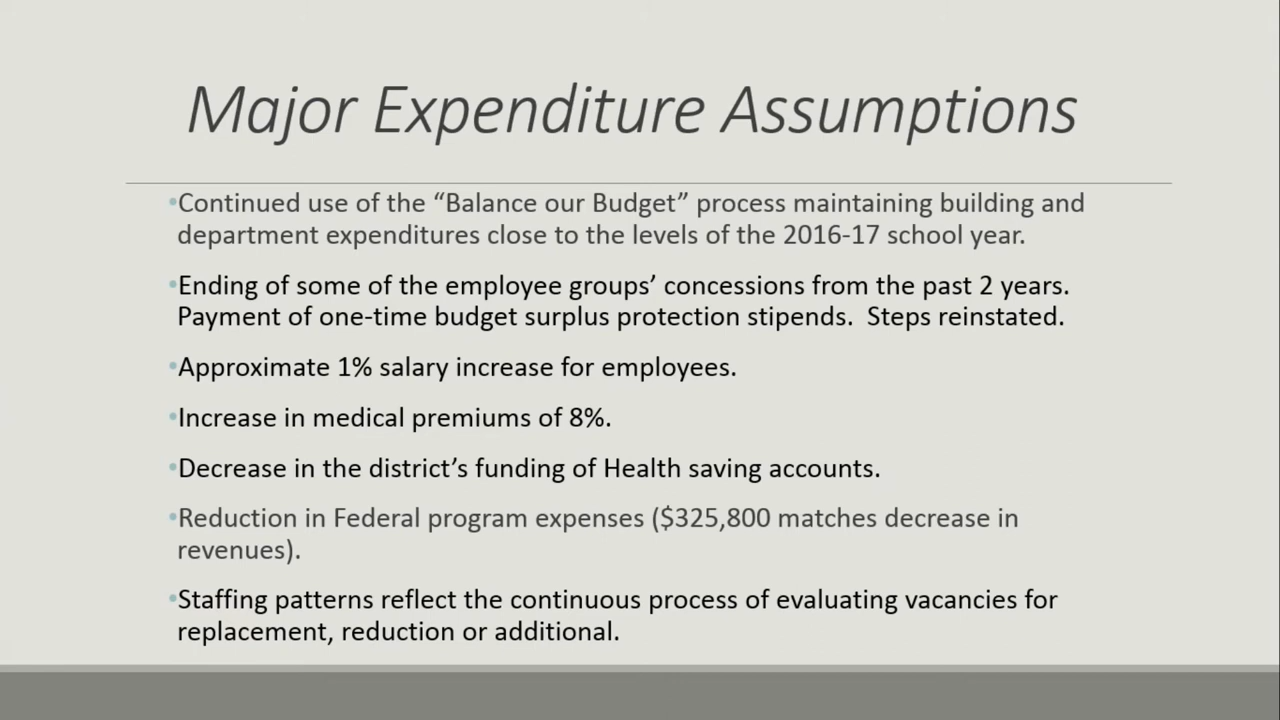 Major Expenditure Assumptions
•Continued use of the “Balance our Budget” process maintaining building and
department expenditures close to the levels of the 2016-17 school year.
•Ending of some of the employee groups’ concessions from the past 2 years.
Payment of one-time budget surplus protection stipends.  Steps reinstated.
•Approximate 1% salary increase for employees.
•Increase in medical premiums of 8%.
•Decrease in the district’s funding of Health saving accounts.
•Reduction in Federal program expenses ($325,800 matches decrease in
revenues).
•Staffing patterns reflect the continuous process of evaluating vacancies for
replacement, reduction or additional.